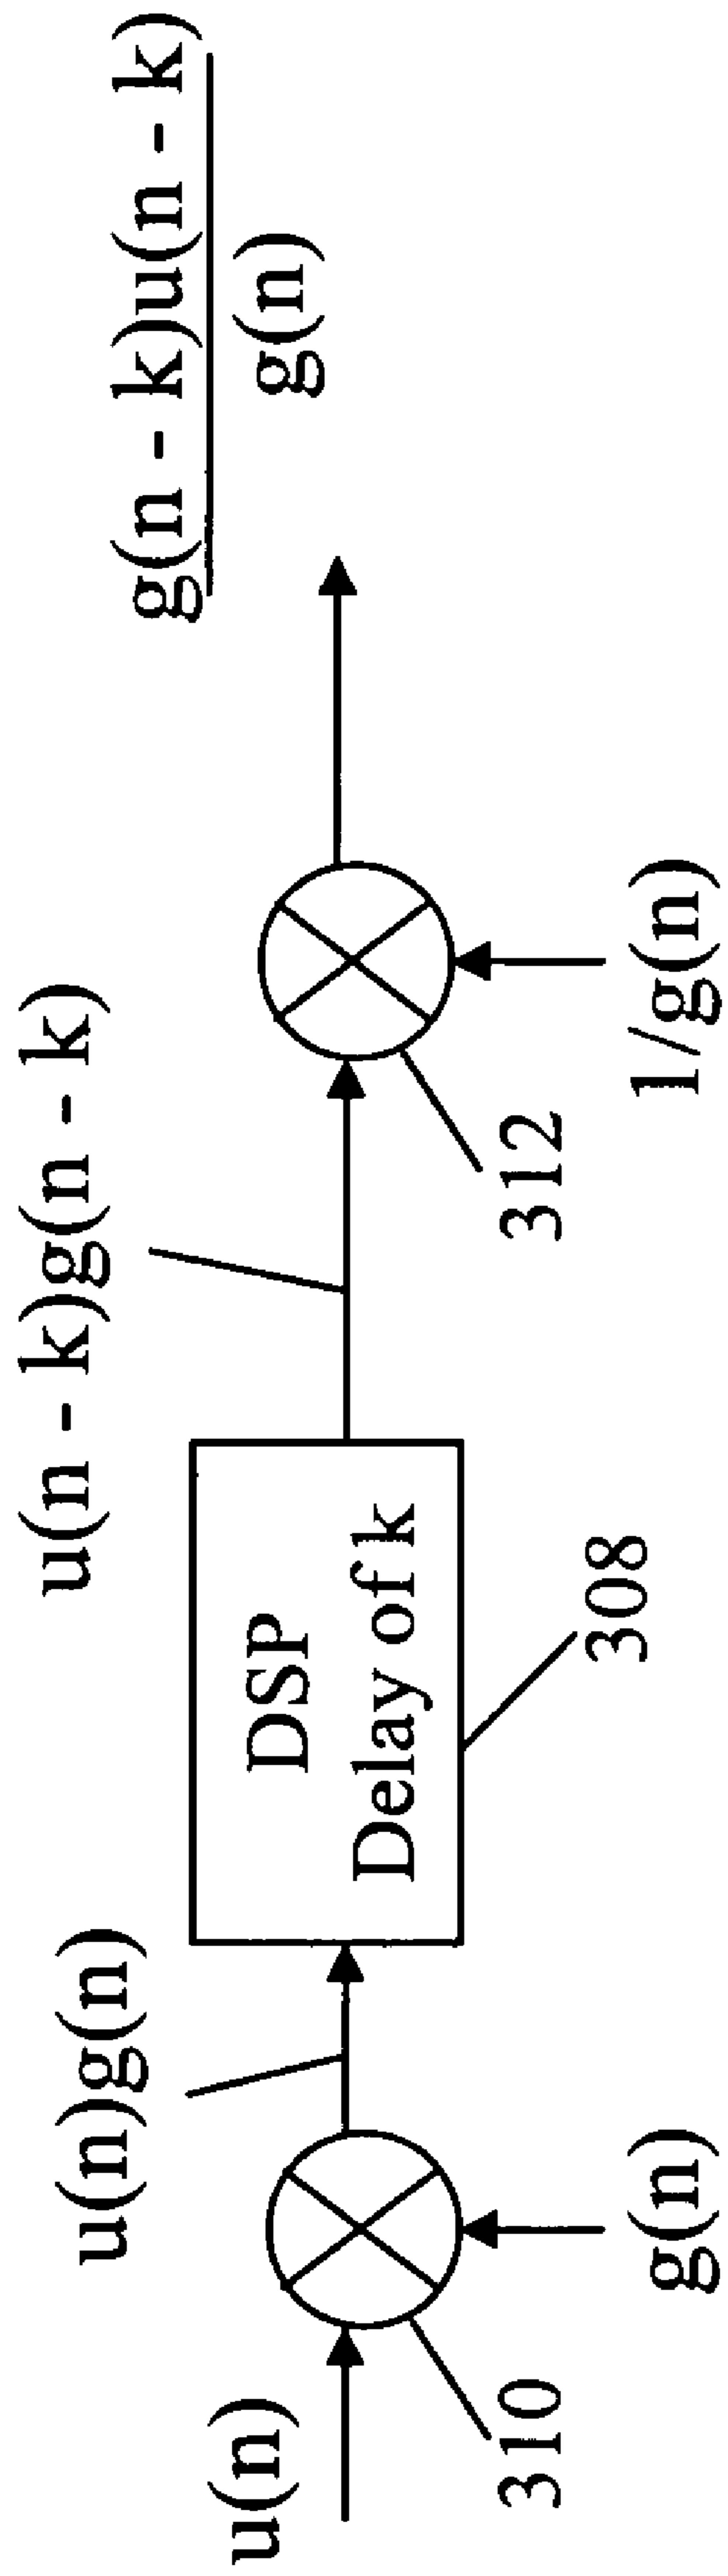 u(n)
310
g(n)
u(n)g(n)
DSP
Delay of k
308
u(n - k)g(n - k)
312
1/g(n)
g(n - k)u(n - k)
g(n)